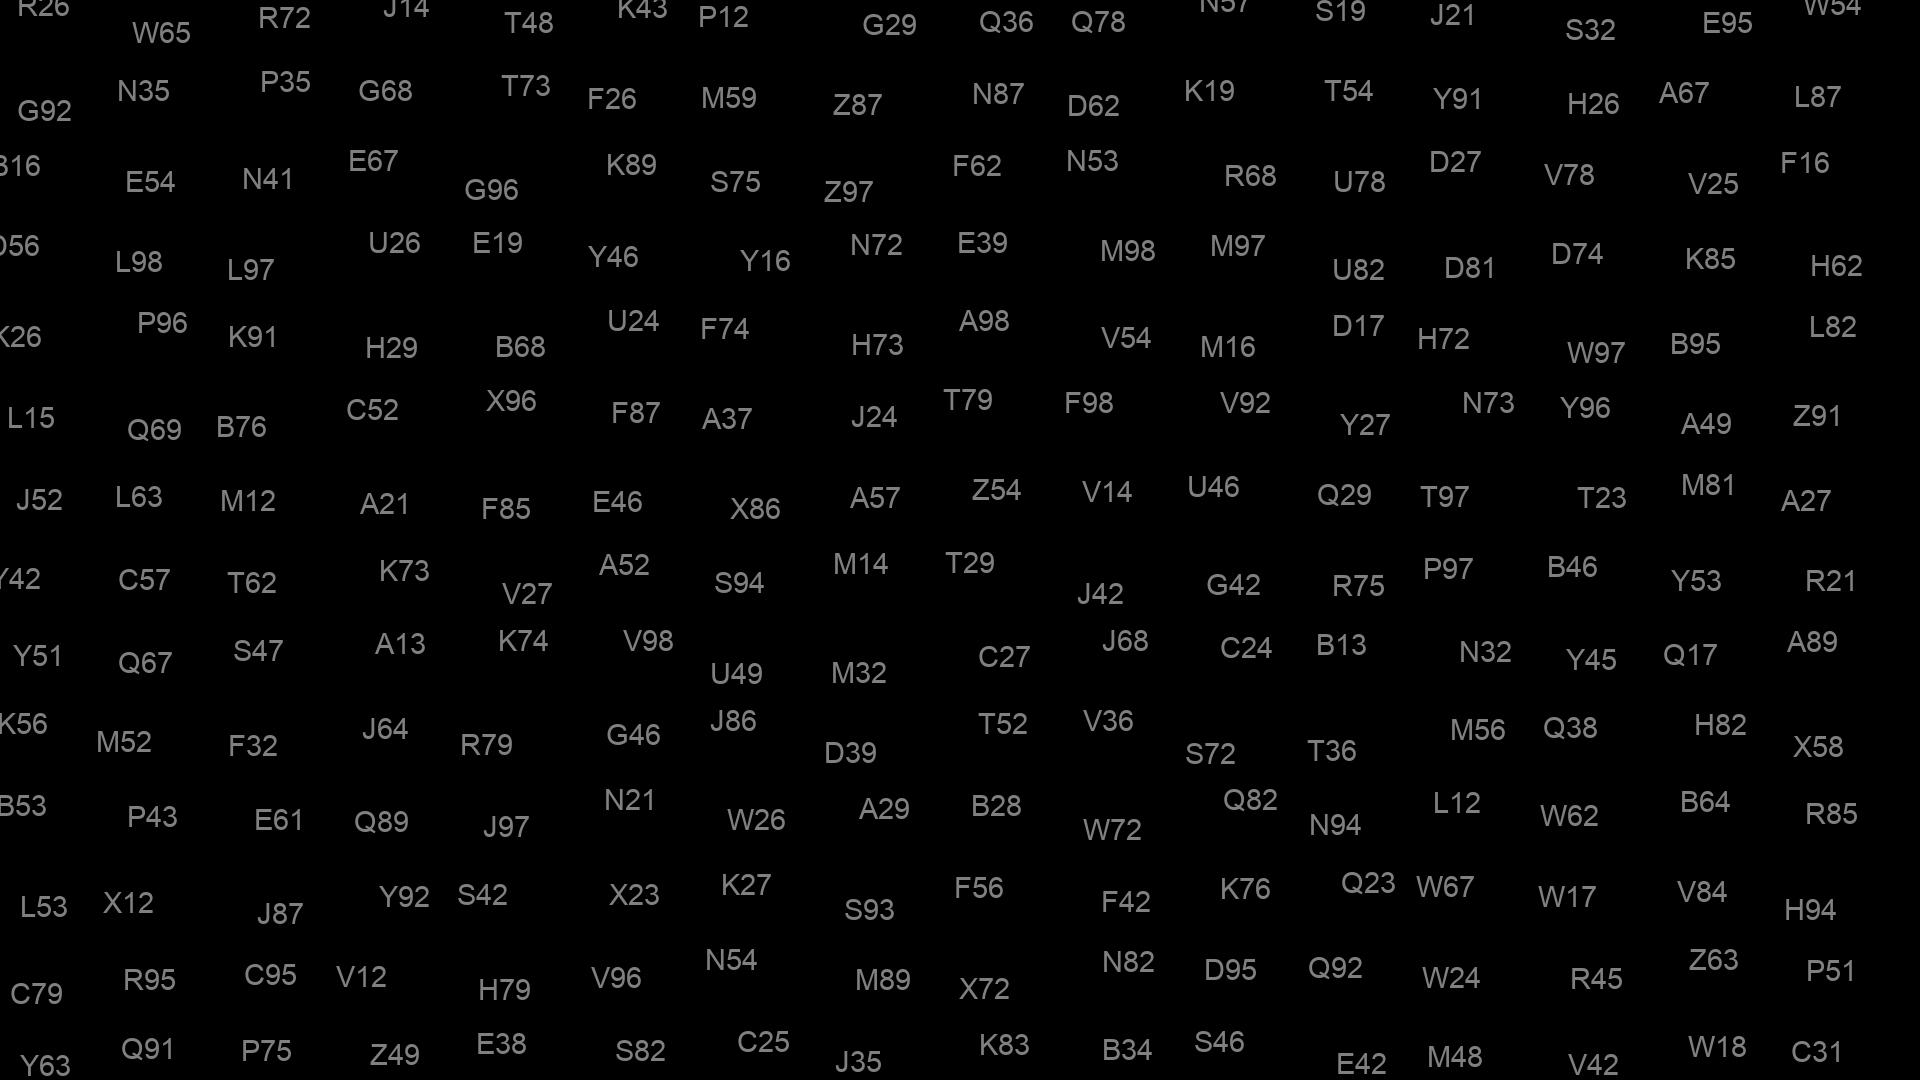 R26 W65 R72 J14 T48 K43 P12 G29 Q36 Q78 N57 S19 J21 S32 E95 W54
G92 N35 P35 G68 T73 F26 M59 Z87 N87 D62 K19 T54 Y91 H26 A67 L87
B16 E54 N41 E67 G96 K89 S75 Z97 F62 N53 R68 U78 D27 V78 V25 F16
D56 L98 L97 U26 E19 Y46 Y16 N72 E39 M98 M97 U82 D81 D74 K85 H62
K26 P96 K91 H29 B68 U24 F74 H73 A98 V54 M16 D17 H72 W97 B95 L82
L15 Q69 B76 C52 X96 F87 A37 J24 T79 F98 V92 Y27 N73 Y96 A49 Z91
J52 L63 M12 A21 F85 E46 X86 A57 Z54 V14 U46 Q29 T97 T23 M81 A27
Y42 C57 T62 K73 V27 A52 S94 M14 T29 J42 G42 R75 P97 B46 Y53 R21
Y51 Q67 S47 A13 K74 V98 U49 M32 C27 J68 C24 B13 N32 Y45 Q17 A89
K56 M52 F32 J64 R79 G46 J86 D39 T52 V36 S72 T36 M56 Q38 H82 X58
B53 P43 E61 Q89 J97 N21 W26 A29 B28 W72 Q82 N94 L12 W62 B64 R85
L53 X12 J87 Y92 S42 X23 K27 S93 F56 F42 K76 Q23 W67 W17 V84 H94
C79 R95 C95 V12 H79 V96 N54 M89 X72 N82 D95 Q92 W24 R45 Z63 P51
Y63 Q91 P75 Z49 E38 S82 C25 J35 K83 B34 S46 E42 M48 V42 W18 C31